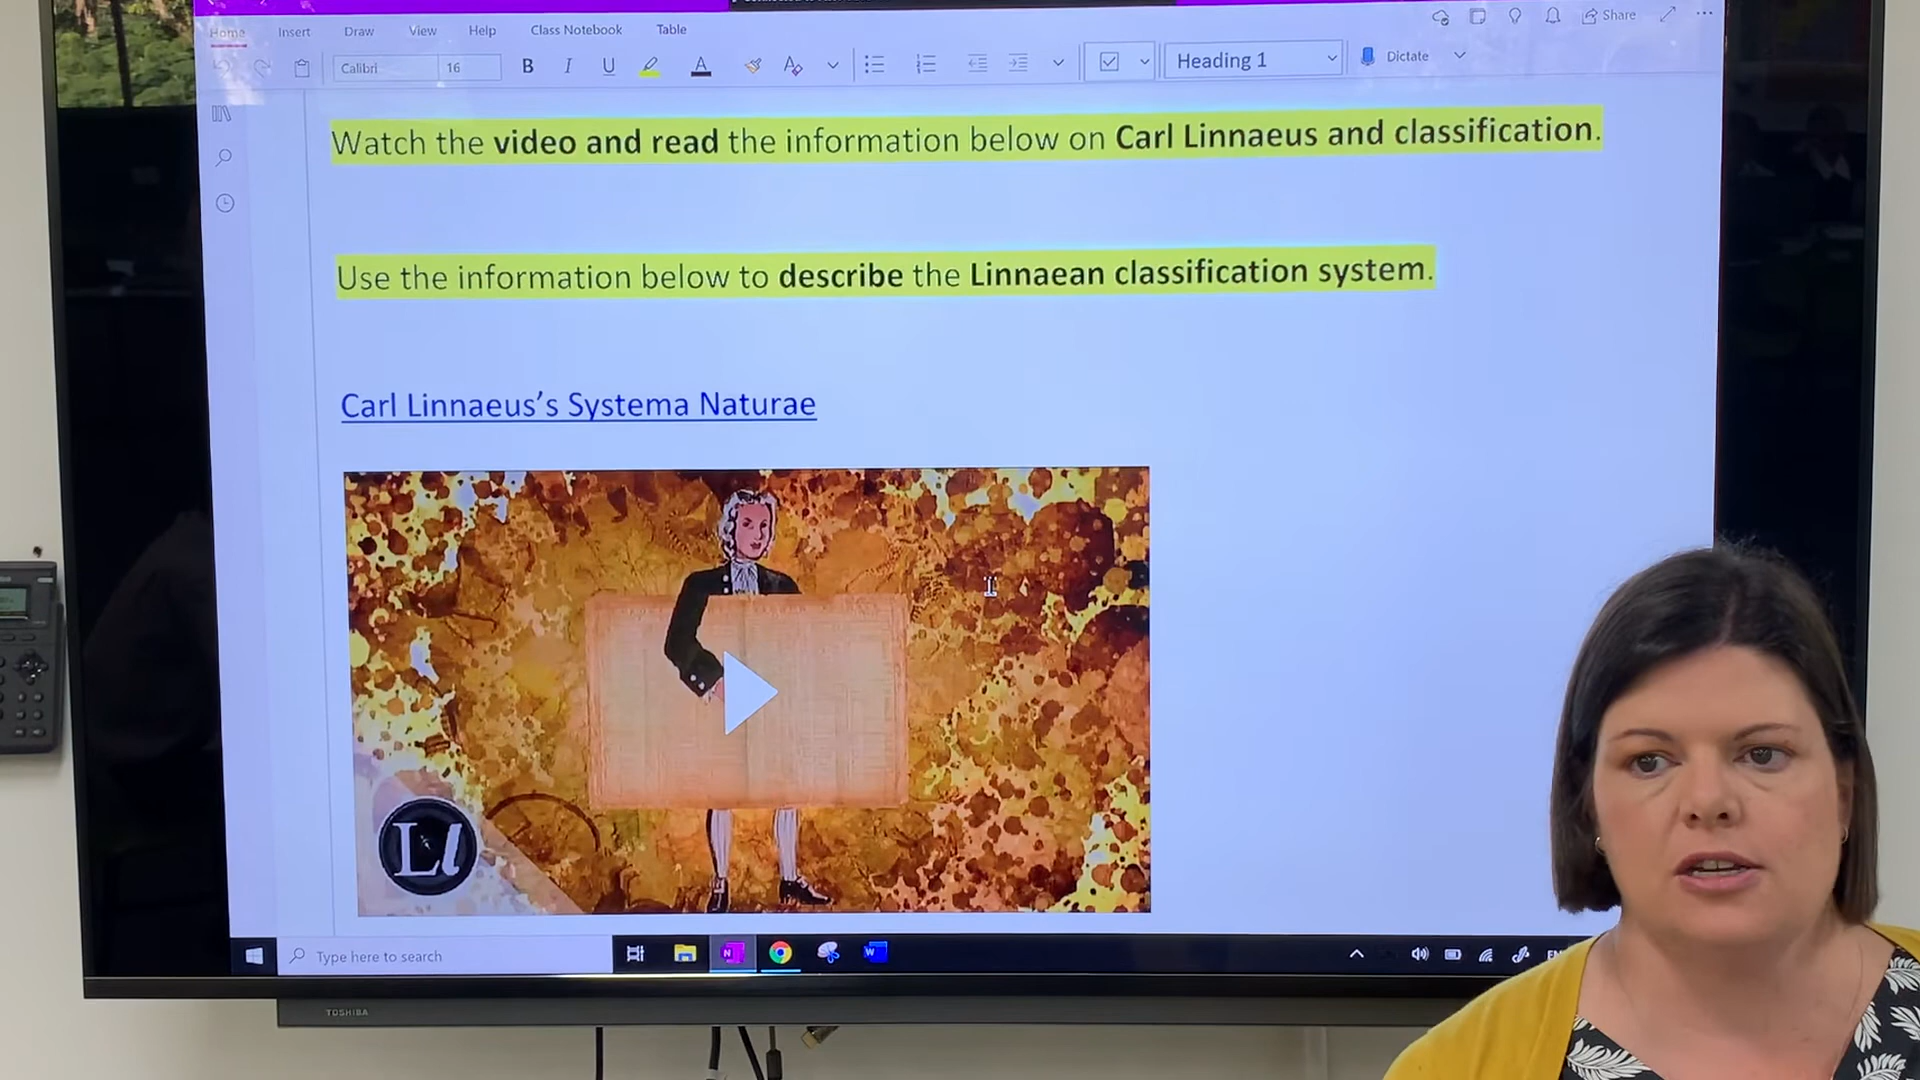 Home Insert Draw View Help Class Notebook Table Share
Calibri 16 B I U A Heading 1 Dictate
Watch the video and read the information below on Carl Linnaeus and classification.
Use the information below to describe the Linnaean classification system.
Carl Linnaeus's Systema Naturae
Ll
Type here to search
TOSHIBA